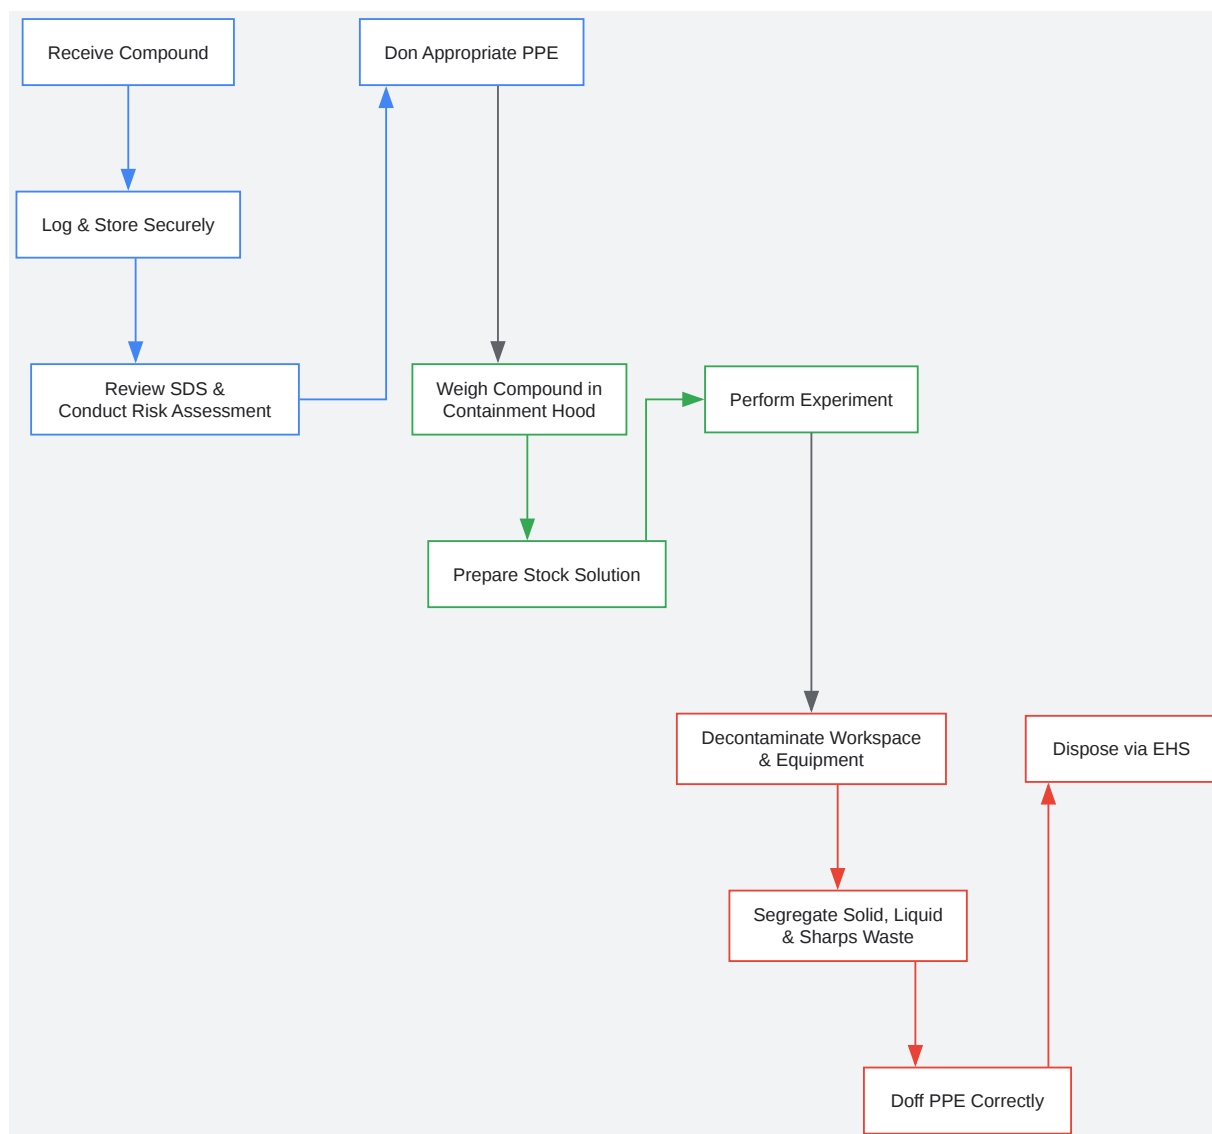 Receive Compound
Don Appropriate PPE
Log & Store Securely
Review SDS &
Conduct Risk Assessment
Weigh Compound in
Containment Hood
Perform Experiment
Prepare Stock Solution
Decontaminate Workspace
& Equipment
Dispose via EHS
Segregate Solid, Liquid
& Sharps Waste
Doff PPE Correctly